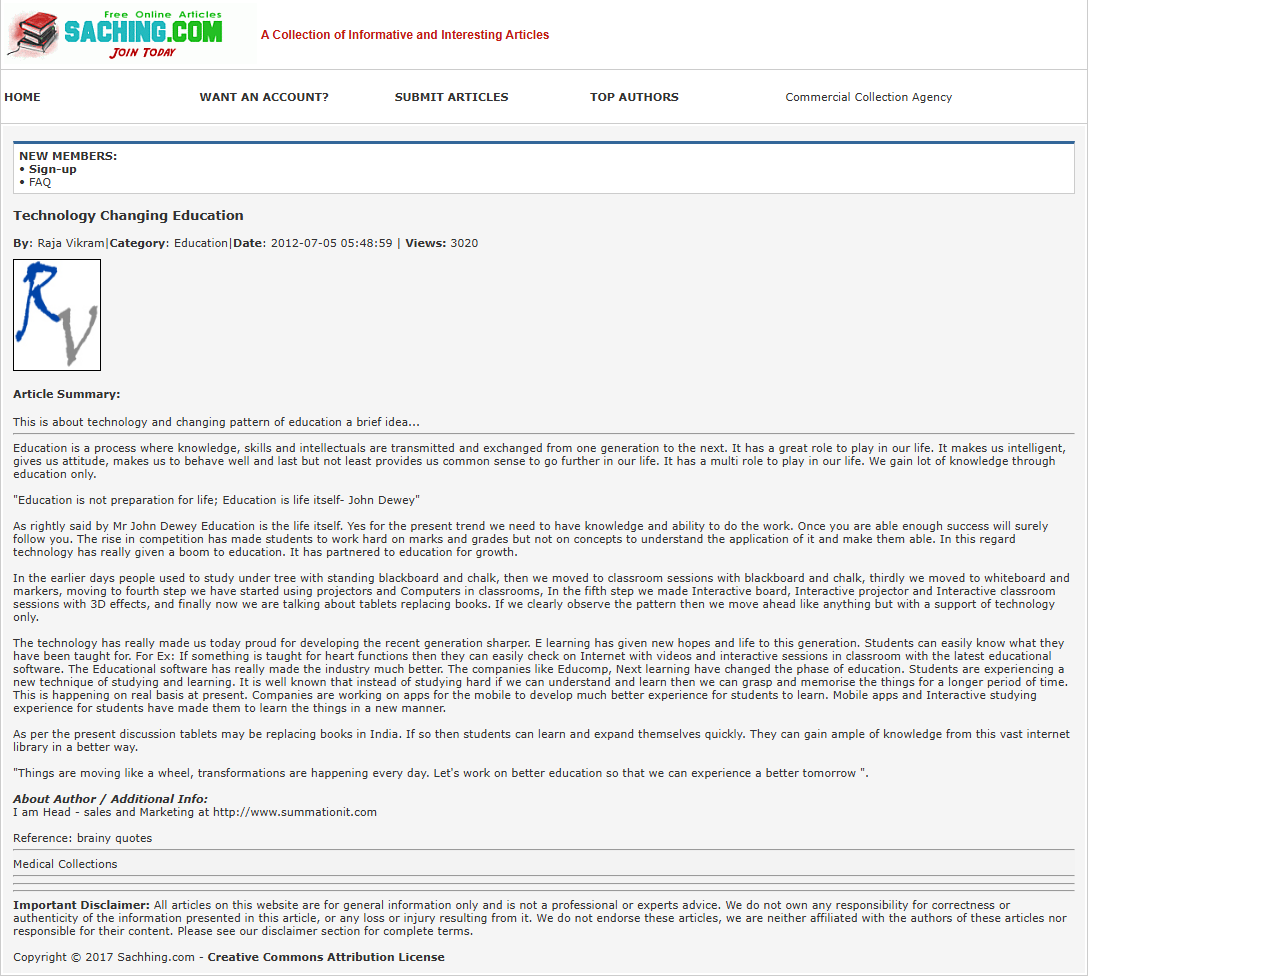 Free Online Articles
SACHING.COM
JOIN TODAY
A Collection of Informative and Interesting Articles
HOME
WANT AN ACCOUNT?
SUBMIT ARTICLES
TOP AUTHORS
Commercial Collection Agency
NEW MEMBERS:
• Sign-up
• FAQ
Technology Changing Education
By: Raja Vikram|Category: Education|Date: 2012-07-05 05:48:59 | Views: 3020
RV
Article Summary:
This is about technology and changing pattern of education a brief idea...
Education is a process where knowledge, skills and intellectuals are transmitted and exchanged from one generation to the next. It has a great role to play in our life. It makes us intelligent,
gives us attitude, makes us to behave well and last but not least provides us common sense to go further in our life. It has a multi role to play in our life. We gain lot of knowledge through
education only.
"Education is not preparation for life; Education is life itself- John Dewey"
As rightly said by Mr John Dewey Education is the life itself. Yes for the present trend we need to have knowledge and ability to do the work. Once you are able enough success will surely
follow you. The rise in competition has made students to work hard on marks and grades but not on concepts to understand the application of it and make them able. In this regard
technology has really given a boom to education. It has partnered to education for growth.
In the earlier days people used to study under tree with standing blackboard and chalk, then we moved to classroom sessions with blackboard and chalk, thirdly we moved to whiteboard and
markers, moving to fourth step we have started using projectors and Computers in classrooms, In the fifth step we made Interactive board, Interactive projector and Interactive classroom
sessions with 3D effects, and finally now we are talking about tablets replacing books. If we clearly observe the pattern then we move ahead like anything but with a support of technology
only.
The technology has really made us today proud for developing the recent generation sharper. E learning has given new hopes and life to this generation. Students can easily know what they
have been taught for. For Ex: If something is taught for heart functions then they can easily check on Internet with videos and interactive sessions in classroom with the latest educational
software. The Educational software has really made the industry much better. The companies like Educomp, Next learning have changed the phase of education. Students are experiencing a
new technique of studying and learning. It is well known that instead of studying hard if we can understand and learn then we can grasp and memorise the things for a longer period of time.
This is happening on real basis at present. Companies are working on apps for the mobile to develop much better experience for students to learn. Mobile apps and Interactive studying
experience for students have made them to learn the things in a new manner.
As per the present discussion tablets may be replacing books in India. If so then students can learn and expand themselves quickly. They can gain ample of knowledge from this vast internet
library in a better way.
"Things are moving like a wheel, transformations are happening every day. Let's work on better education so that we can experience a better tomorrow ".
About Author / Additional Info:
I am Head - sales and Marketing at http://www.summationit.com
Reference: brainy quotes
Medical Collections
Important Disclaimer: All articles on this website are for general information only and is not a professional or experts advice. We do not own any responsibility for correctness or
authenticity of the information presented in this article, or any loss or injury resulting from it. We do not endorse these articles, we are neither affiliated with the authors of these articles nor
responsible for their content. Please see our disclaimer section for complete terms.
Copyright © 2017 Sachhing.com - Creative Commons Attribution License